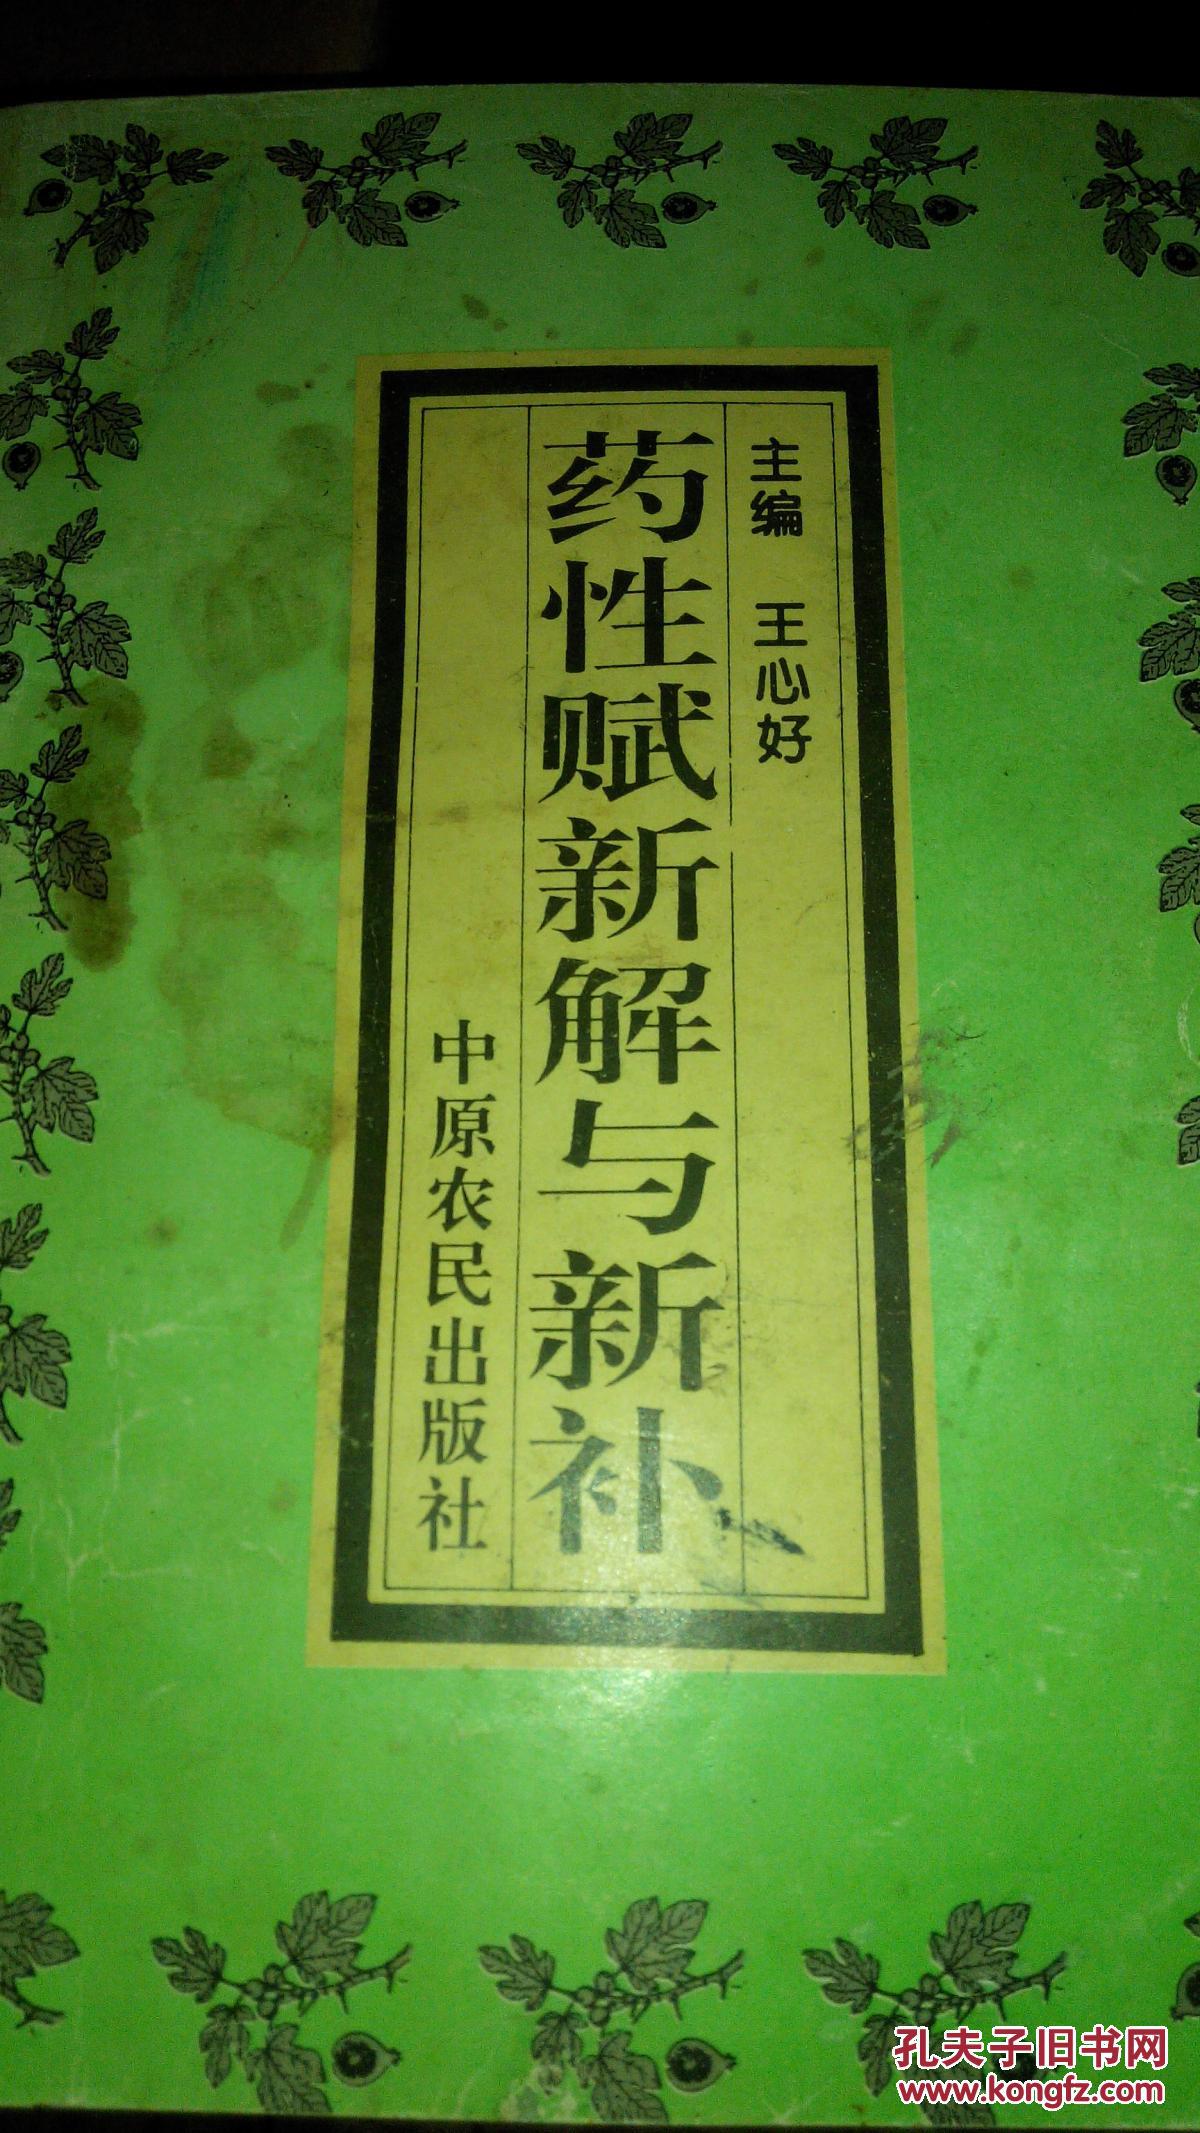 主编 王心好
药性赋新解与新补
中原农民出版社
孔夫子旧书网
www.kongfz.com